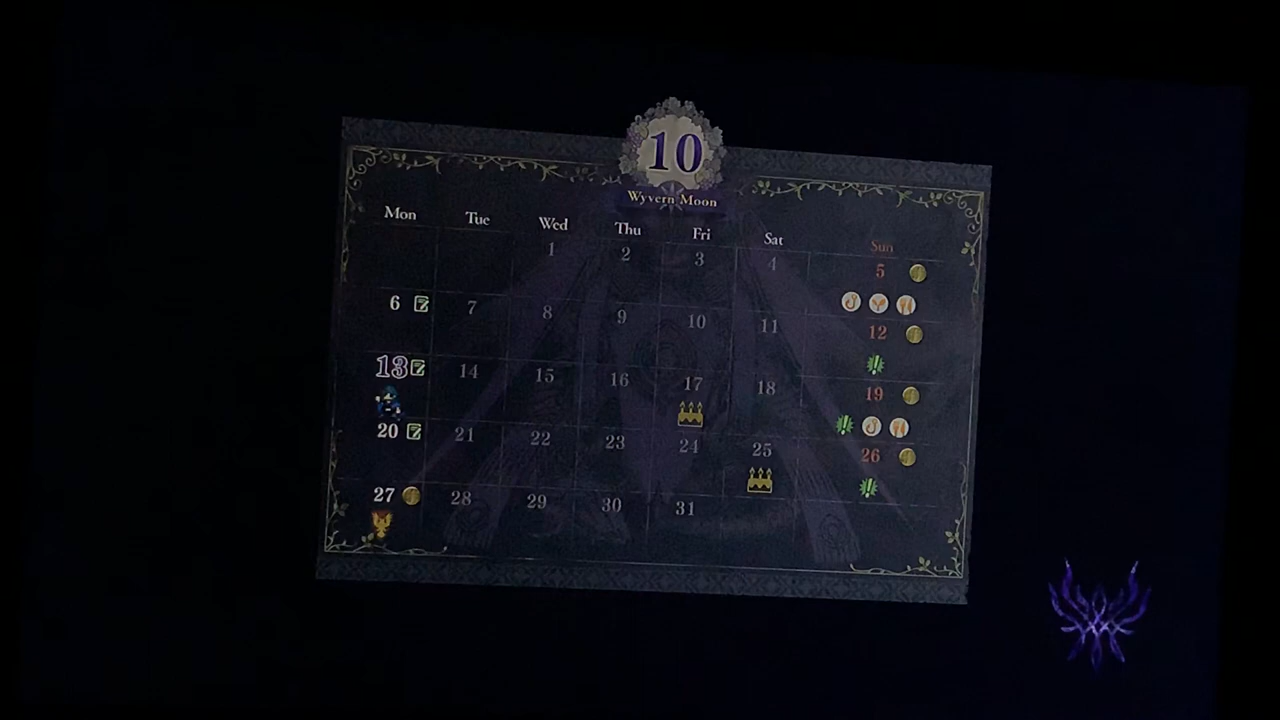 10
Wyvern Moon
Mon Tue Wed Thu Fri Sat Sun
1 2 3 4 5
6 7 8 9 10 11 12
13 14 15 16 17 18 19
20 21 22 23 24 25 26
27 28 29 30 31